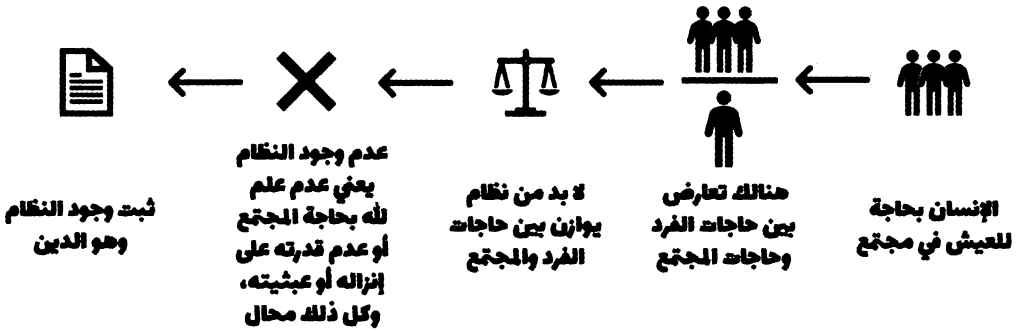 الإنسان بحاجة
للعيش في مجتمع
هنالك تعارض
بين حاجات الفرد
وحاجات المجتمع
لا بد من نظام
يوازن بين حاجات
الفرد والمجتمع
عدم وجود النظام
يعني عدم علم
لله بحاجة المجتمع
أو عدم قدرته على
إنزاله أو عبثيته،
وكل ذلك محال
ثبت وجود النظام
وهو الدين